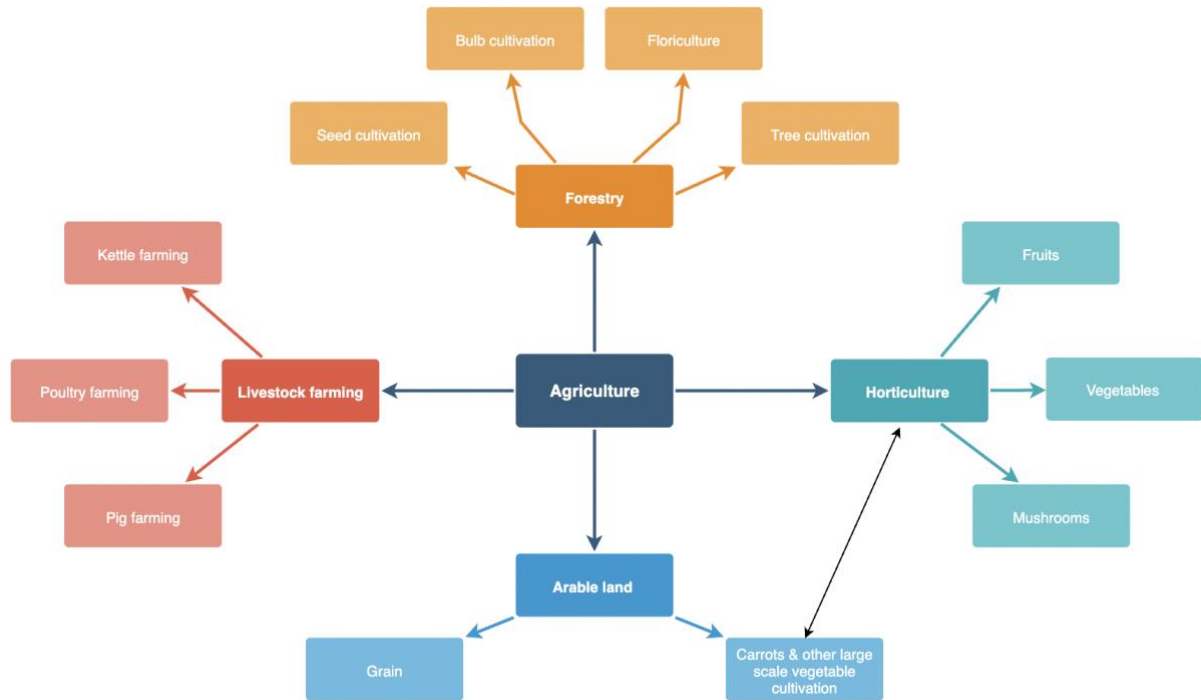 Bulb cultivation
Floriculture
Seed cultivation
Tree cultivation
Forestry
Kettle farming
Fruits
Poultry farming
Livestock farming
Agriculture
Horticulture
Vegetables
Pig farming
Mushrooms
Arable land
Grain
Carrots & other large
scale vegetable
cultivation